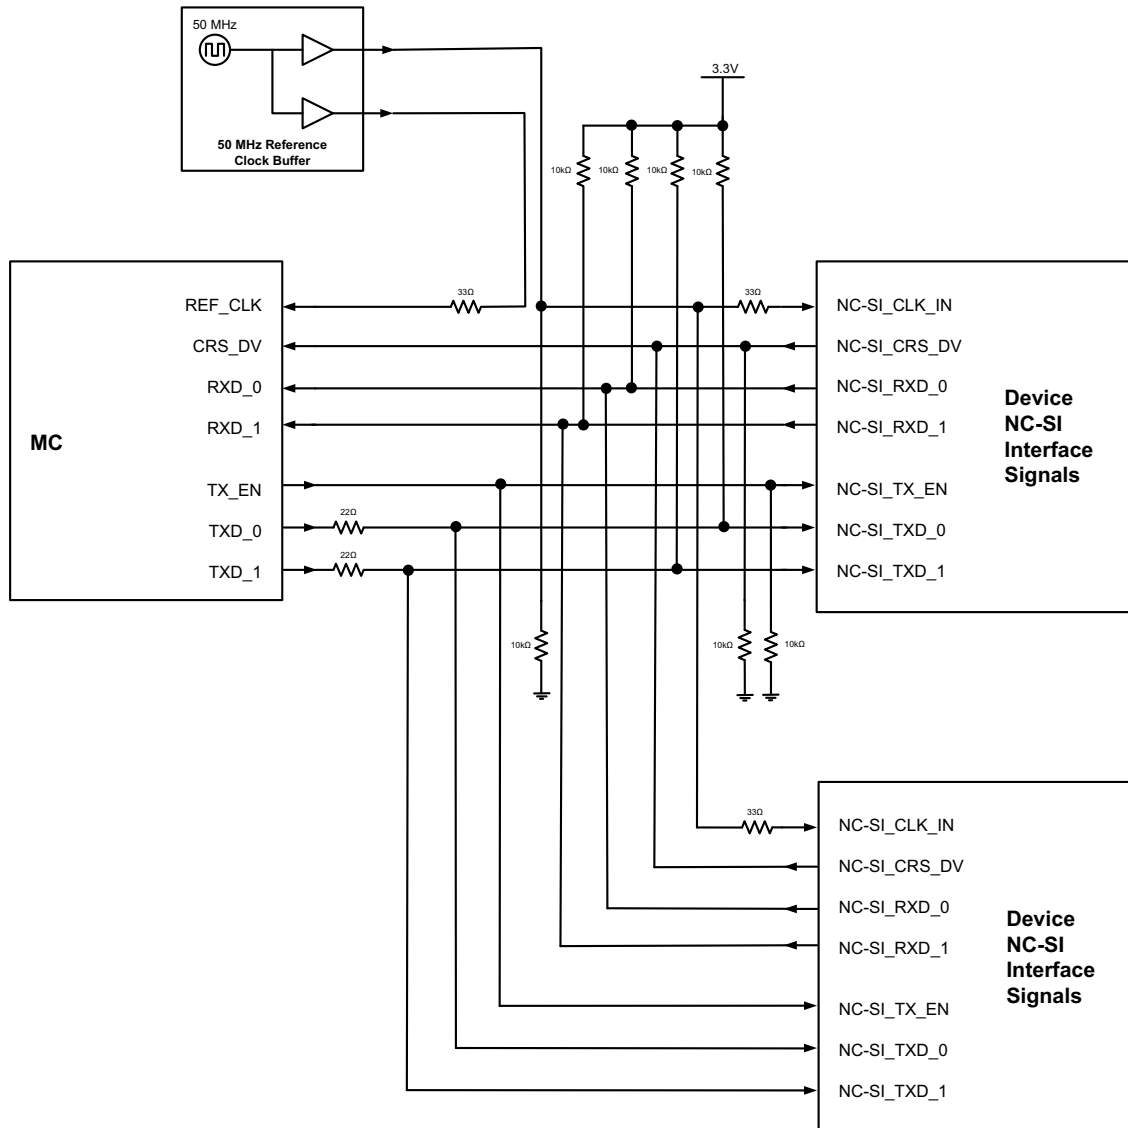 50 MHz
50 MHz Reference
Clock Buffer
3.3V
10kΩ
10kΩ
10kΩ
10kΩ
MC
REF_CLK
CRS_DV
RXD_0
RXD_1
TX_EN
TXD_0
TXD_1
33Ω
22Ω
22Ω
33Ω
NC-SI_CLK_IN
NC-SI_CRS_DV
NC-SI_RXD_0
NC-SI_RXD_1
NC-SI_TX_EN
NC-SI_TXD_0
NC-SI_TXD_1
Device
NC-SI
Interface
Signals
10kΩ
10kΩ
10kΩ
33Ω
NC-SI_CLK_IN
NC-SI_CRS_DV
NC-SI_RXD_0
NC-SI_RXD_1
NC-SI_TX_EN
NC-SI_TXD_0
NC-SI_TXD_1
Device
NC-SI
Interface
Signals